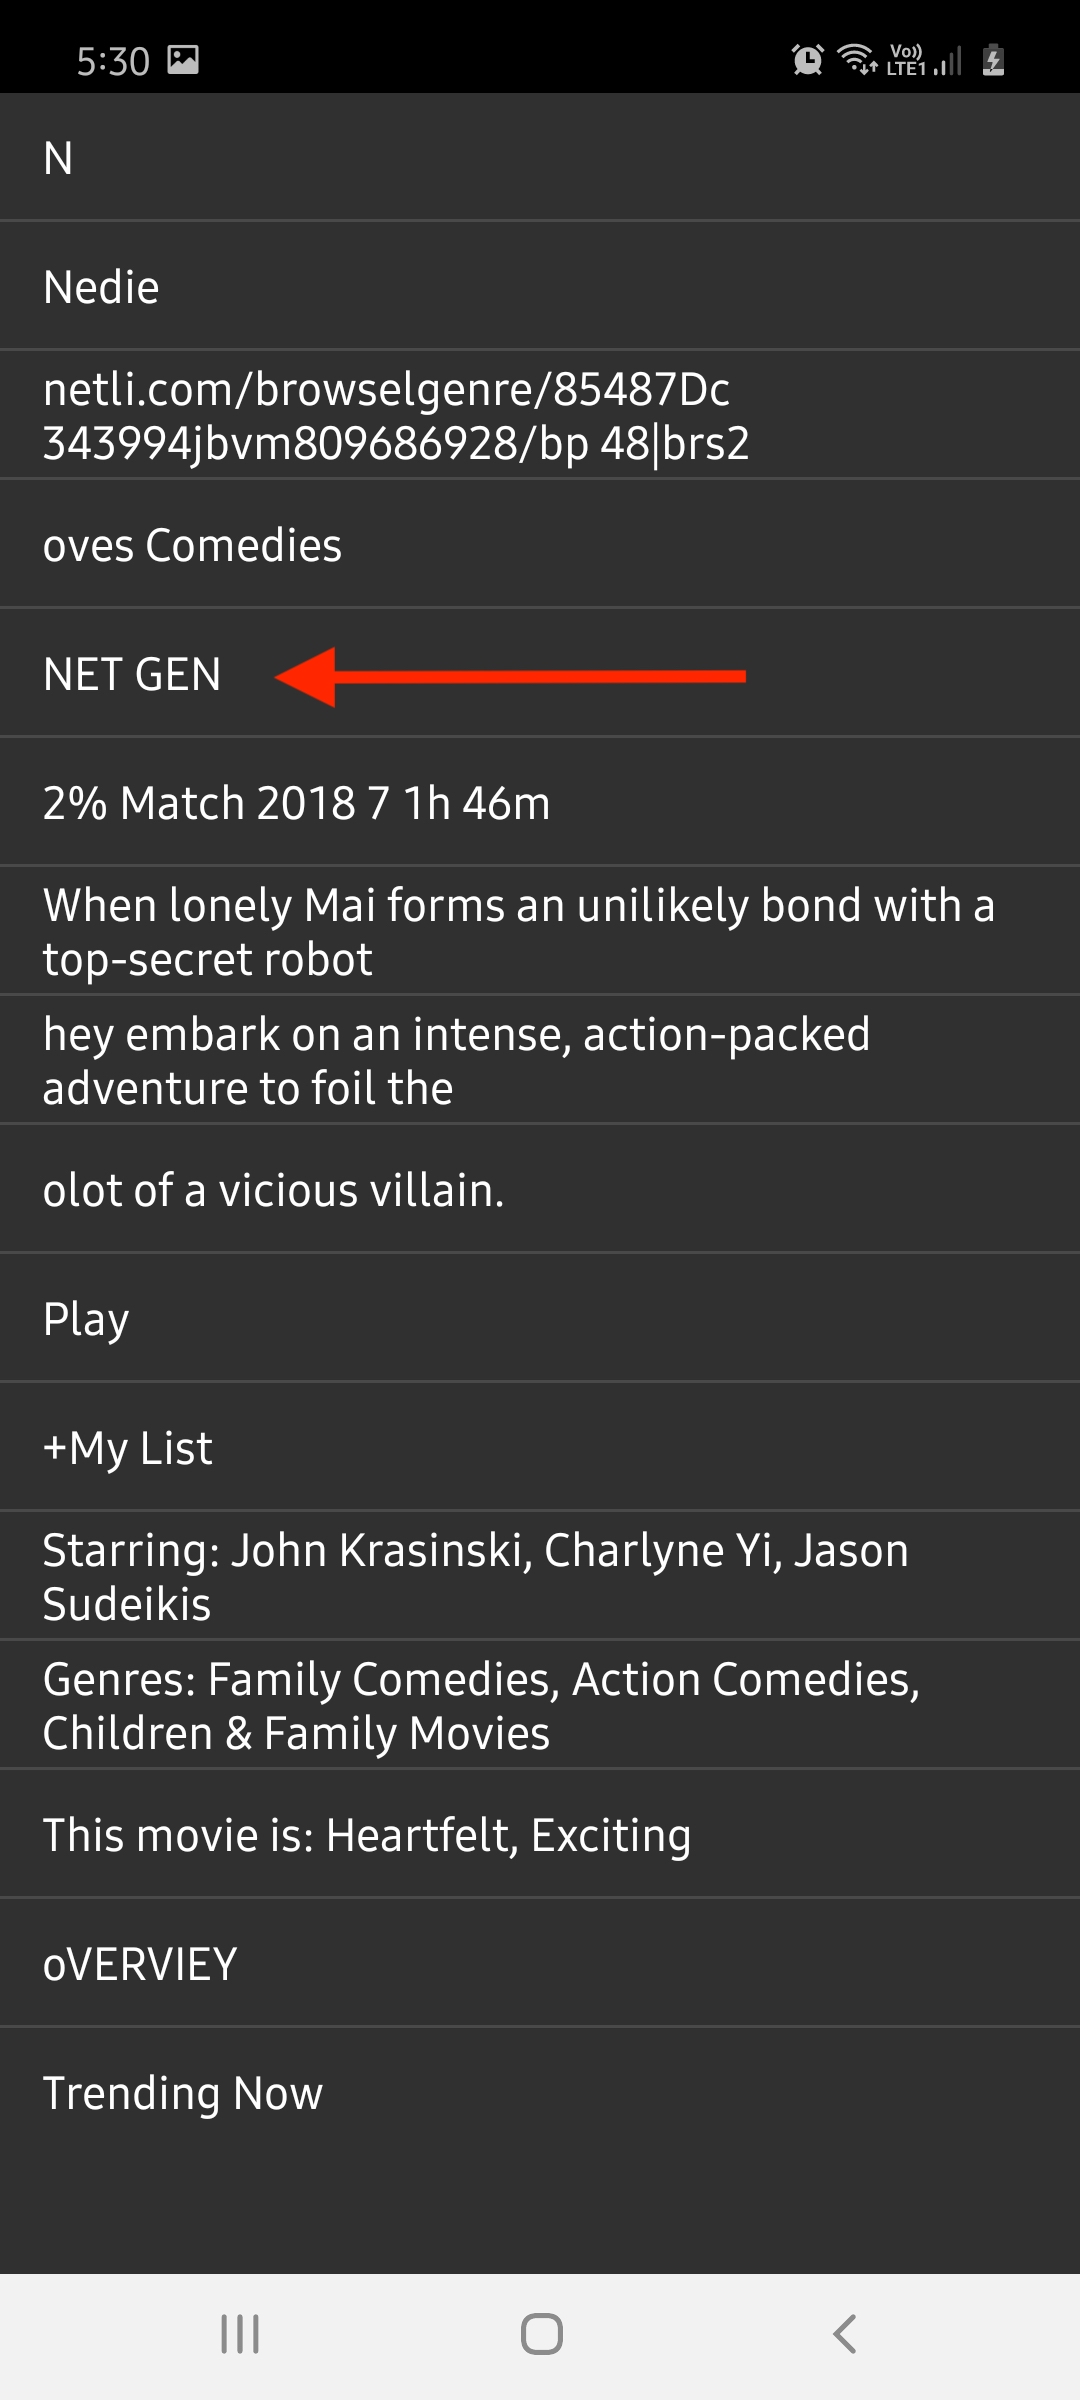 5:30
Vo))
LTE1
N
Nedie
netli.com/browselgenre/85487Dc
343994jbvm809686928/bp 48|brs2
oves Comedies
NET GEN
2% Match 2018 7 1h 46m
When lonely Mai forms an unilikely bond with a
top-secret robot
hey embark on an intense, action-packed
adventure to foil the
olot of a vicious villain.
Play
+My List
Starring: John Krasinski, Charlyne Yi, Jason
Sudeikis
Genres: Family Comedies, Action Comedies,
Children & Family Movies
This movie is: Heartfelt, Exciting
oVERVIEY
Trending Now